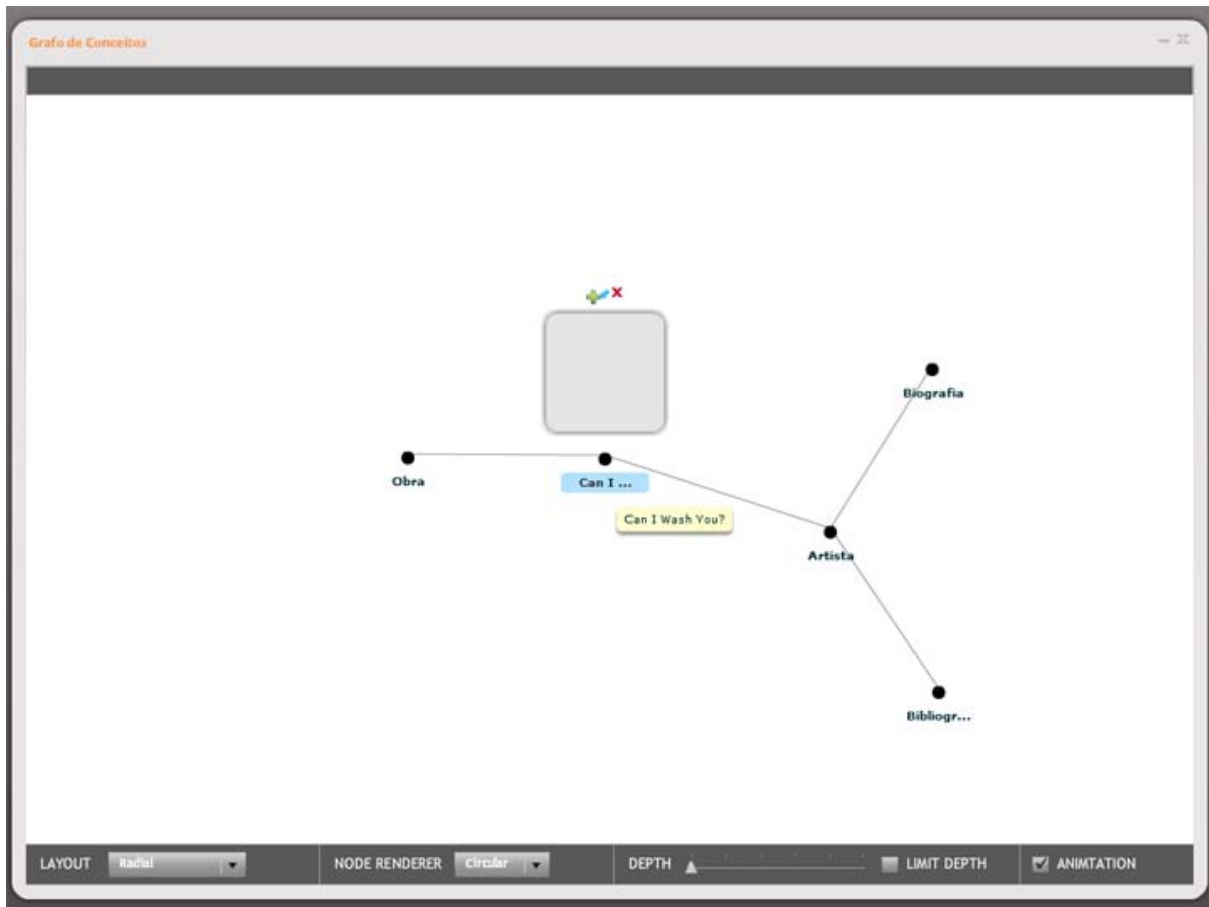 Grafo de Conceitos
Biografia
Obra
Can I ...
Can I Wash You?
Artista
Bibliogr...
LAYOUT Radial NODE RENDERER Circular DEPTH LIMIT DEPTH ANIMTATION